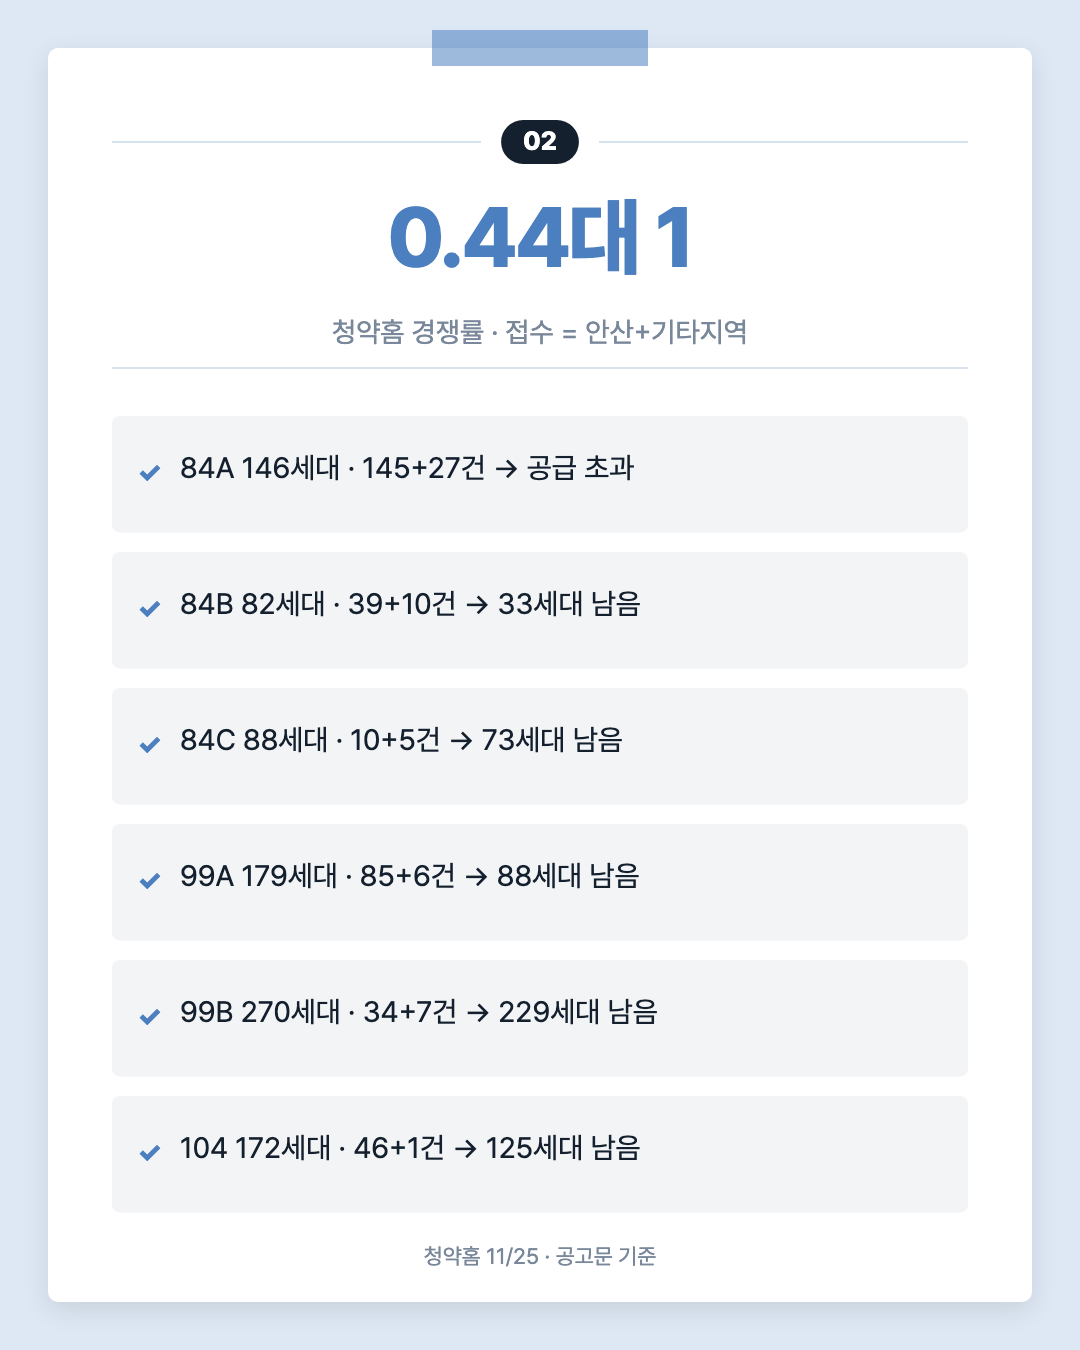 02
0.44대 1
청약홈 경쟁률 · 접수 = 안산+기타지역
84A 146세대 · 145+27건 → 공급 초과
84B 82세대 · 39+10건 → 33세대 남음
84C 88세대 · 10+5건 → 73세대 남음
99A 179세대 · 85+6건 → 88세대 남음
99B 270세대 · 34+7건 → 229세대 남음
104 172세대 · 46+1건 → 125세대 남음
청약홈 11/25 · 공고문 기준